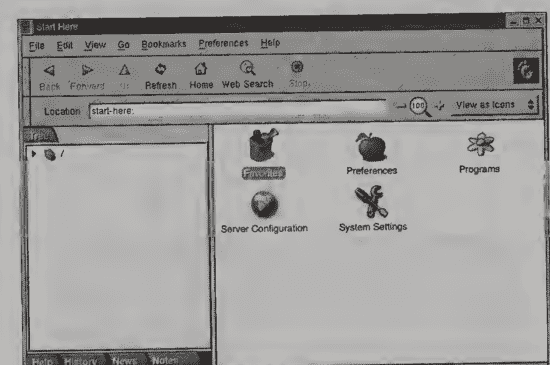 Start Here
File Edit View Go Bookmarks Preferences Help
Back Forward Up Refresh Home Web Search Stop
Location start-here: 100 View as Icons
Tree
/
Favorites Preferences Programs
Server Configuration System Settings
Help History News Notes